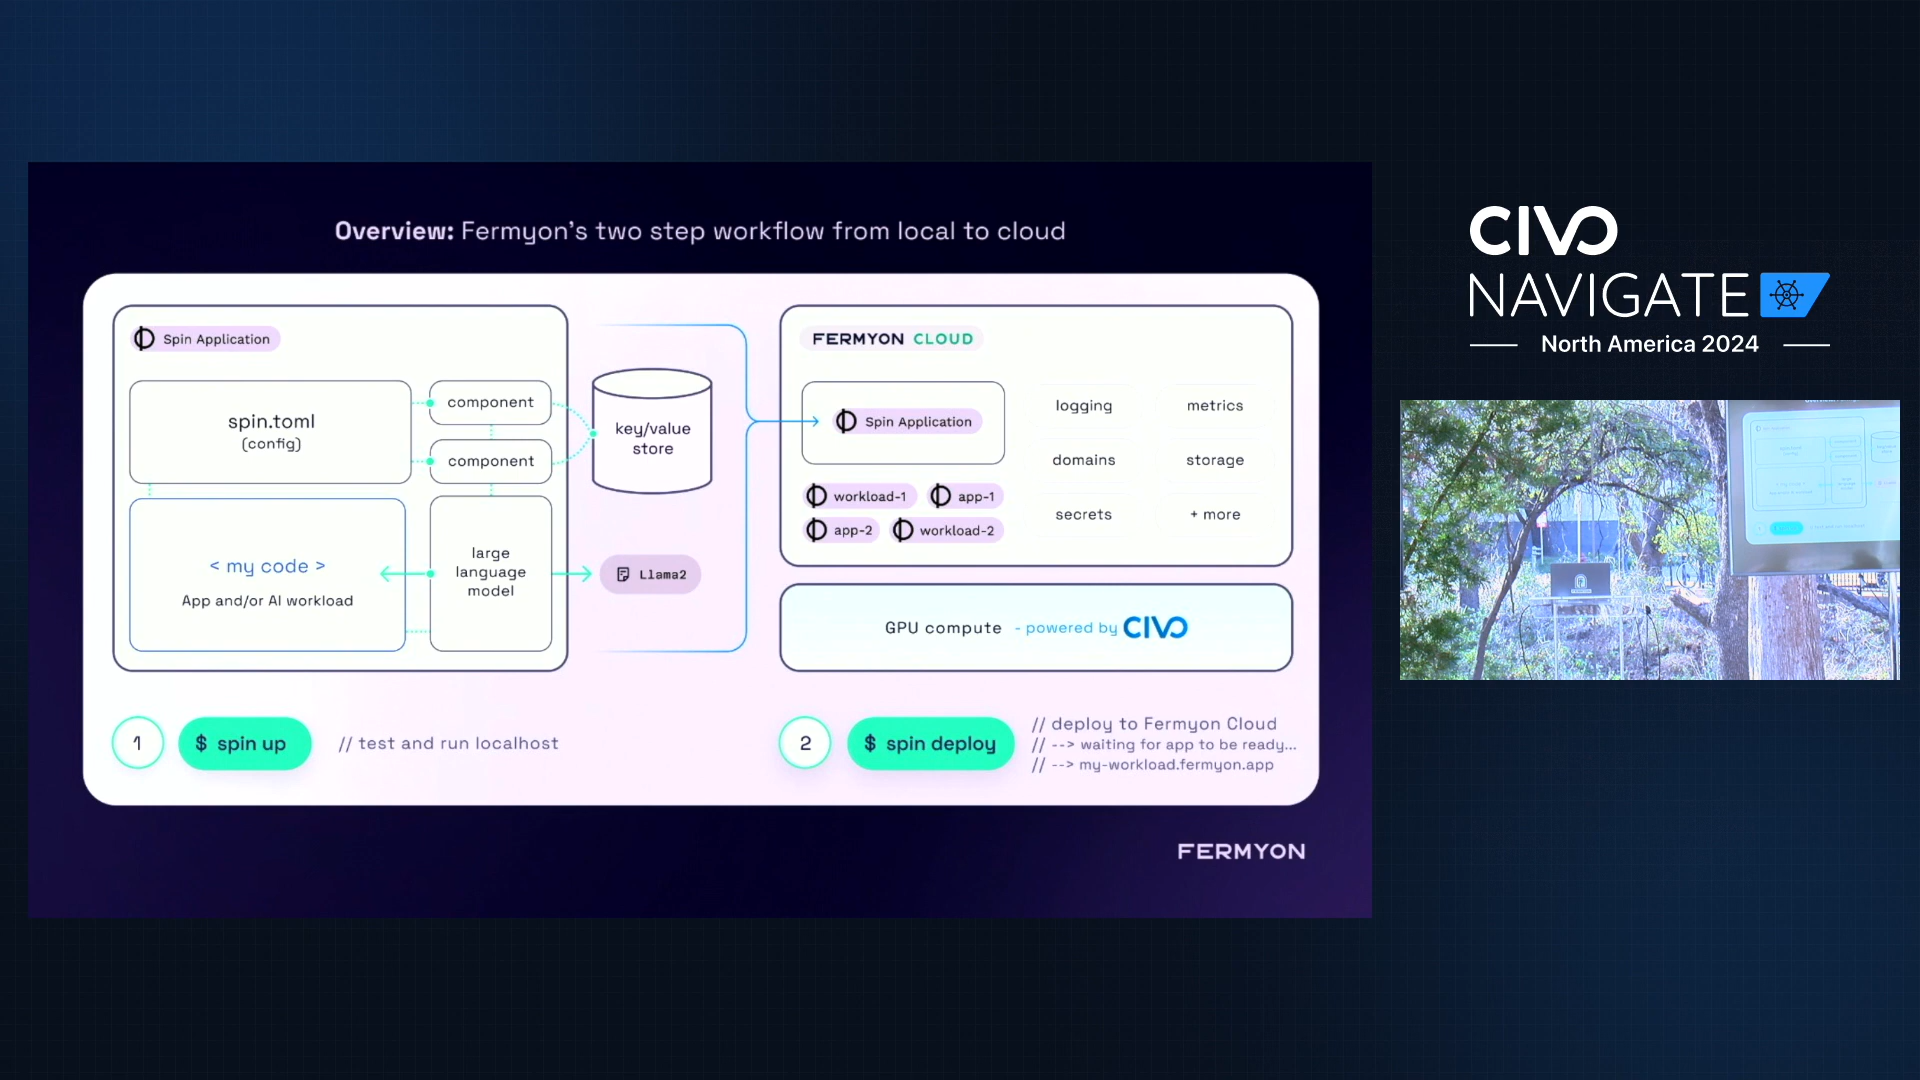 Overview: Fermyon's two step workflow from local to cloud
Spin Application
spin.toml
(config)
component
component
< my code >
App and/or AI workload
large
language
model
key/value
store
Llama2
FERMYON CLOUD
Spin Application
workload-1
app-1
app-2
workload-2
logging
metrics
domains
storage
secrets
+ more
GPU compute - powered by CIVO
1
$ spin up
// test and run localhost
2
$ spin deploy
// deploy to Fermyon Cloud
// --> waiting for app to be ready...
// --> my-workload.fermyon.app
FERMYON
CIVO
NAVIGATE
North America 2024